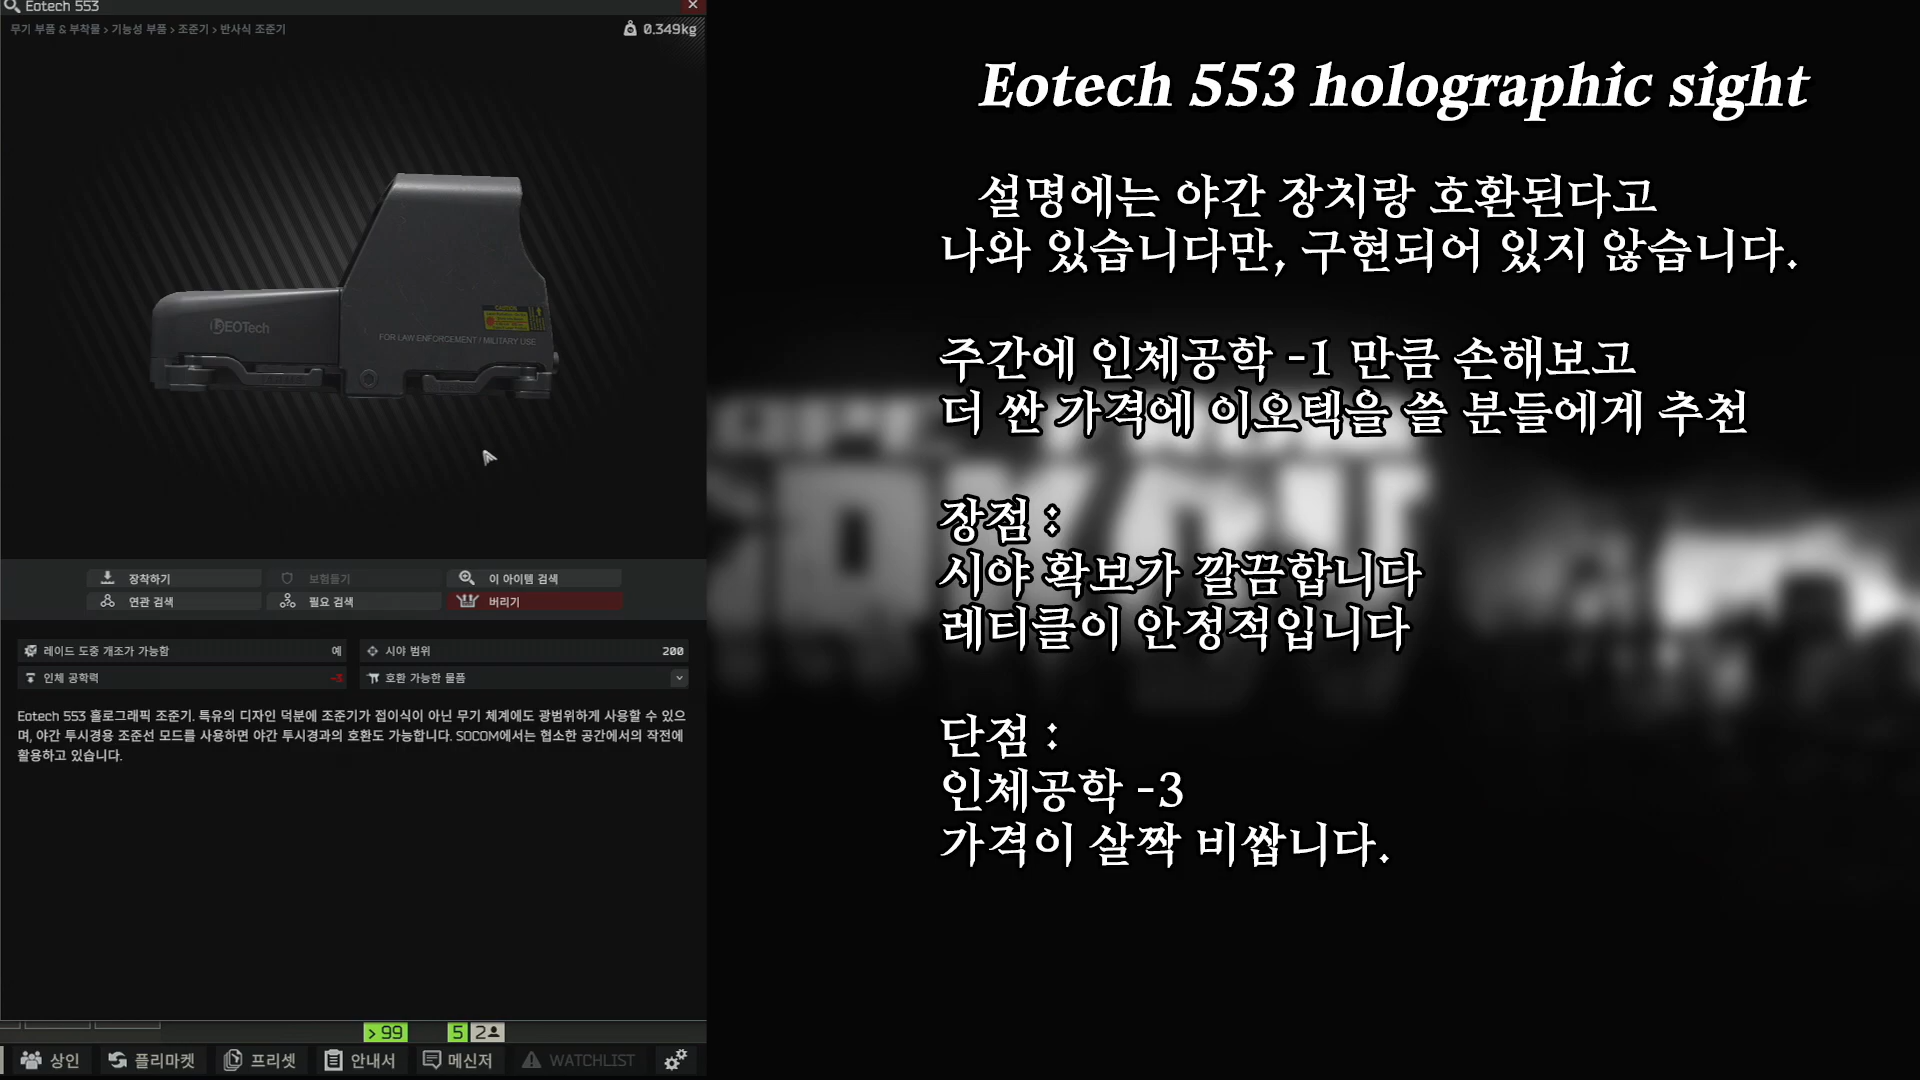 Eotech 553
무기 부품 & 부착물 > 기능성 부품 > 조준기 > 반사식 조준기
0.349kg
EOTech
CAUTION
FOR LAW ENFORCEMENT / MILITARY USE
장착하기
보험들기
이 아이템 검색
연관 검색
필요 검색
버리기
레이드 도중 개조가 가능함
예
시야 범위
200
인체 공학력
-3
호환 가능한 물품
Eotech 553 홀로그래픽 조준기. 특유의 디자인 덕분에 조준기가 접이식이 아닌 무기 체계에도 광범위하게 사용할 수 있으
며, 야간 투시경용 조준선 모드를 사용하면 야간 투시경과의 호환도 가능합니다. SOCOM에서는 협소한 공간에서의 작전에
활용하고 있습니다.
> 99
5
2
상인
플리마켓
프리셋
안내서
메신저
WATCHLIST
Eotech 553 holographic sight
설명에는 야간 장치랑 호환된다고
나와 있습니다만, 구현되어 있지 않습니다.
주간에 인체공학 -1 만큼 손해보고
더 싼 가격에 이오텍을 쓸 분들에게 추천
장점 :
시야 확보가 깔끔합니다
레티클이 안정적입니다
단점 :
인체공학 -3
가격이 살짝 비쌉니다.